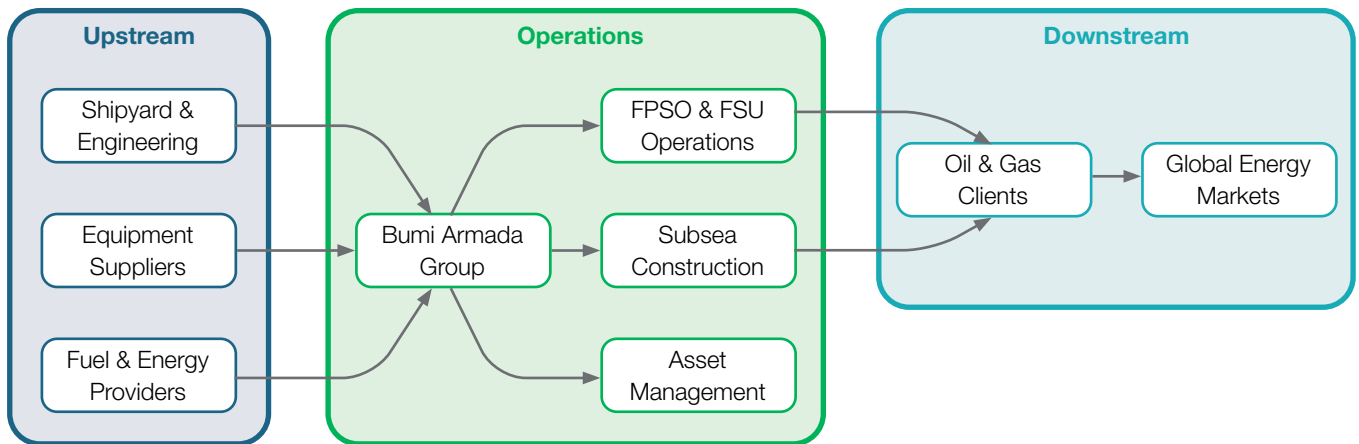 Upstream
Shipyard &
Engineering
Equipment
Suppliers
Fuel & Energy
Providers
Operations
Bumi Armada
Group
FPSO & FSU
Operations
Subsea
Construction
Asset
Management
Downstream
Oil & Gas
Clients
Global Energy
Markets